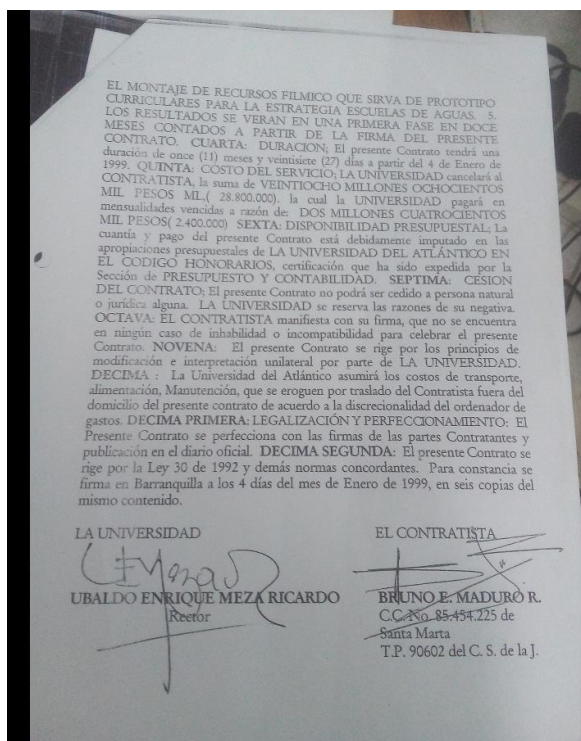 EL MONTAJE DE RECURSOS FILMICO QUE SIRVA DE PROTOTIPO
CURRICULARES PARA LA ESTRATEGIA ESCUELAS DE AGUAS. 5.
LOS RESULTADOS SE VERAN EN UNA PRIMERA FASE EN DOCE
MESES CONTADOS A PARTIR DE LA FIRMA DEL PRESENTE
CONTRATO. CUARTA: DURACION; El presente Contrato tendrá una
duración de once (11) meses y veintisiete (27) días a partir del 4 de Enero de
1999. QUINTA: COSTO DEL SERVICIO; LA UNIVERSIDAD cancelará al
CONTRATISTA, la suma de VEINTIOCHO MILLONES OCHOCIENTOS
MIL PESOS ML,( 28.800.000). la cual la UNIVERSIDAD pagará en
mensualidades vencidas a razón de: DOS MILLONES CUATROCIENTOS
MIL PESOS( 2.400.000) SEXTA: DISPONIBILIDAD PRESUPUESTAL; La
cuantía y pago del presente Contrato está debidamente imputado en las
apropiaciones presupuestales de LA UNIVERSIDAD DEL ATLÁNTICO EN
EL CODIGO HONORARIOS, certificación que ha sido expedida por la
Sección de PRESUPUESTO Y CONTABILIDAD. SEPTIMA: CESION
DEL CONTRATO; El presente Contrato no podrá ser cedido a persona natural
o jurídica alguna. LA UNIVERSIDAD se reserva las razones de su negativa.
OCTAVA: EL CONTRATISTA manifiesta con su firma, que no se encuentra
en ningún caso de inhabilidad o incompatibilidad para celebrar el presente
Contrato. NOVENA: El presente Contrato se rige por los principios de
modificación e interpretación unilateral por parte de LA UNIVERSIDAD.
DECIMA : La Universidad del Atlántico asumirá los costos de transporte,
alimentación, Manutención, que se eroguen por traslado del Contratista fuera del
domicilio del presente contrato de acuerdo a la discrecionalidad del ordenador de
gastos. DECIMA PRIMERA: LEGALIZACIÓN Y PERFECCIONAMIENTO: El
Presente Contrato se perfecciona con las firmas de las partes Contratantes y
publicación en el diario oficial. DECIMA SEGUNDA: El presente Contrato se
rige por la Ley 30 de 1992 y demás normas concordantes. Para constancia se
firma en Barranquilla a los 4 días del mes de Enero de 1999, en seis copias del
mismo contenido.
LA UNIVERSIDAD
UBALDO ENRIQUE MEZA RICARDO
Rector
EL CONTRATISTA
BRUNO E. MADURO R.
C.C. No. 85.454.225 de
Santa Marta
T.P. 90602 del C. S. de la J.